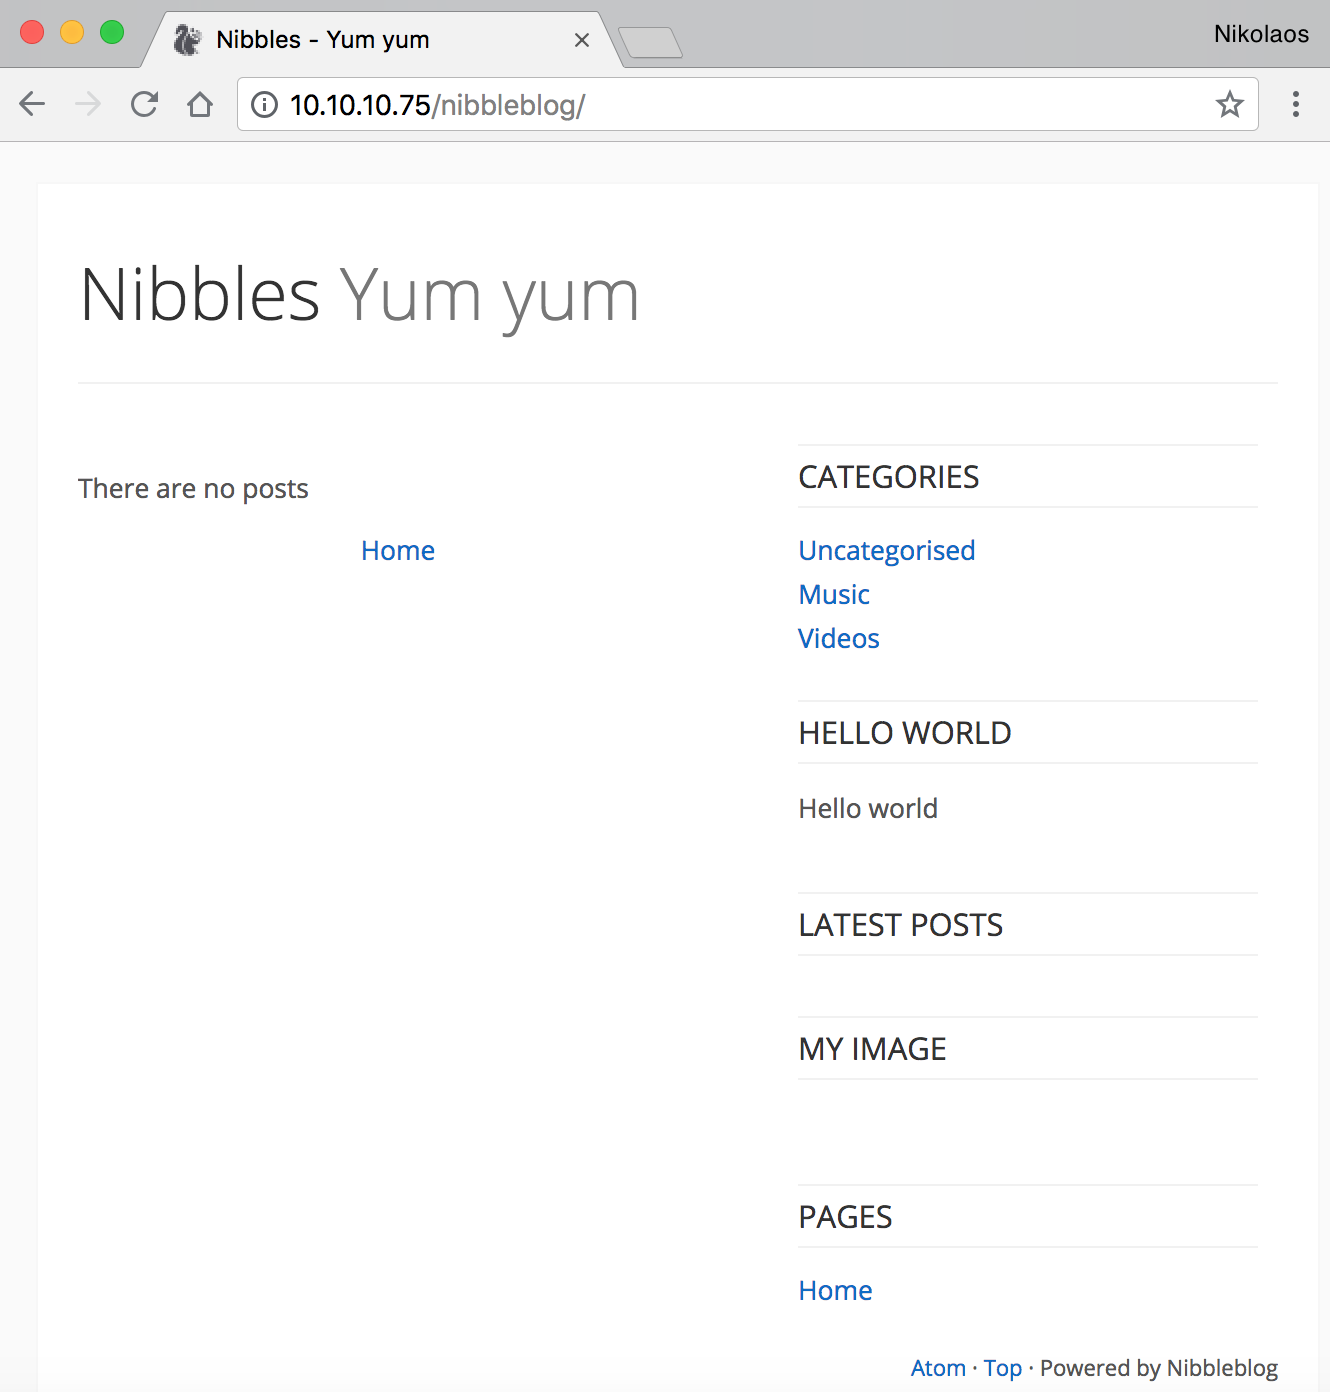 Nibbles - Yum yum
Nikolaos
10.10.10.75/nibbleblog/
Nibbles Yum yum
There are no posts
Home
CATEGORIES
Uncategorised
Music
Videos
HELLO WORLD
Hello world
LATEST POSTS
MY IMAGE
PAGES
Home
Atom · Top · Powered by Nibbleblog